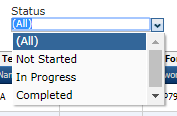 Status
(All)
(All)
Not Started
In Progress
Completed